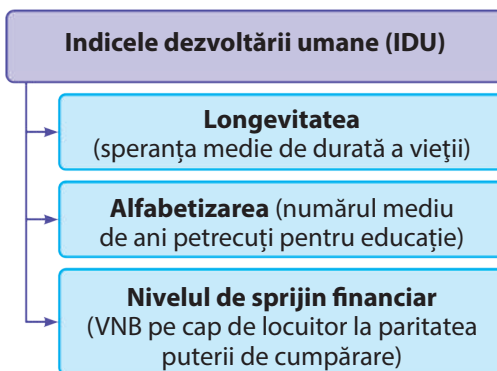 Indicele dezvoltării umane (IDU)
Longevitatea
(speranța medie de durată a vieţii)
Alfabetizarea (numărul mediu
de ani petrecuți pentru educație)
Nivelul de sprijin financiar
(VNB pe cap de locuitor la paritatea
puterii de cumpărare)